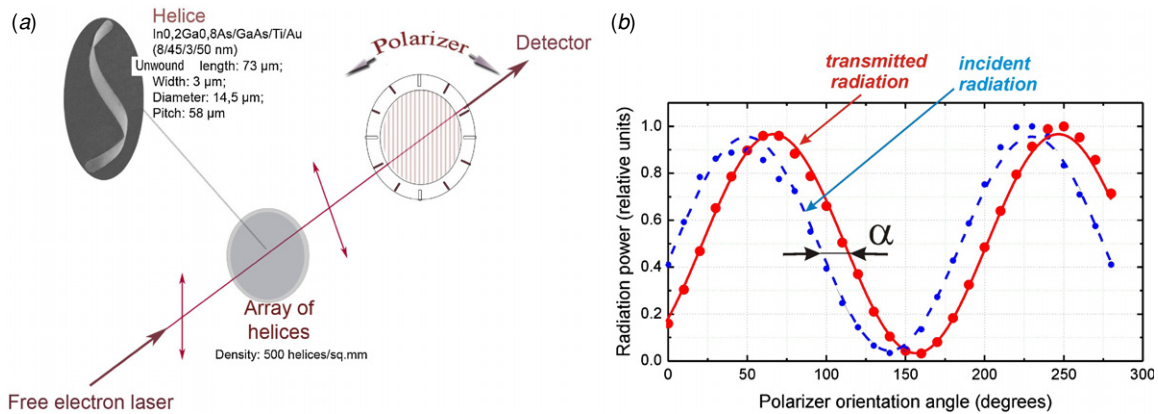 (a)
Helice
In0,2Ga0,8As/GaAs/Ti/Au
(8/45/3/50 nm)
Unwound length: 73 µm;
Width: 3 µm;
Diameter: 14,5 µm;
Pitch: 58 µm
Polarizer
Detector
Array of
helices
Density: 500 helices/sq.mm
Free electron laser
(b)
transmitted
radiation
incident
radiation
α
Radiation power (relative units)
1.0
0.8
0.6
0.4
0.2
0.0
0 50 100 150 200 250 300
Polarizer orientation angle (degrees)